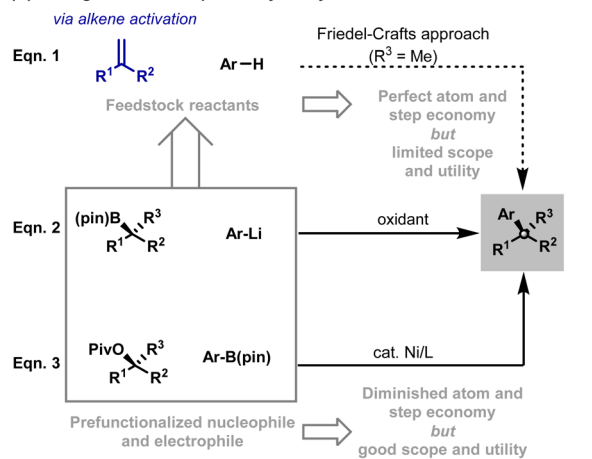 via alkene activation
Eqn. 1
R¹ R²
Ar–H
Friedel-Crafts approach
(R³ = Me)
Feedstock reactants
Perfect atom and
step economy
but
limited scope
and utility
Eqn. 2
(pin)B R³
R¹ R²
Ar-Li
oxidant
Ar R³
R¹ R²
Eqn. 3
PivO R³
R¹ R²
Ar-B(pin)
cat. Ni/L
Prefunctionalized nucleophile
and electrophile
Diminished atom and
step economy
but
good scope and utility